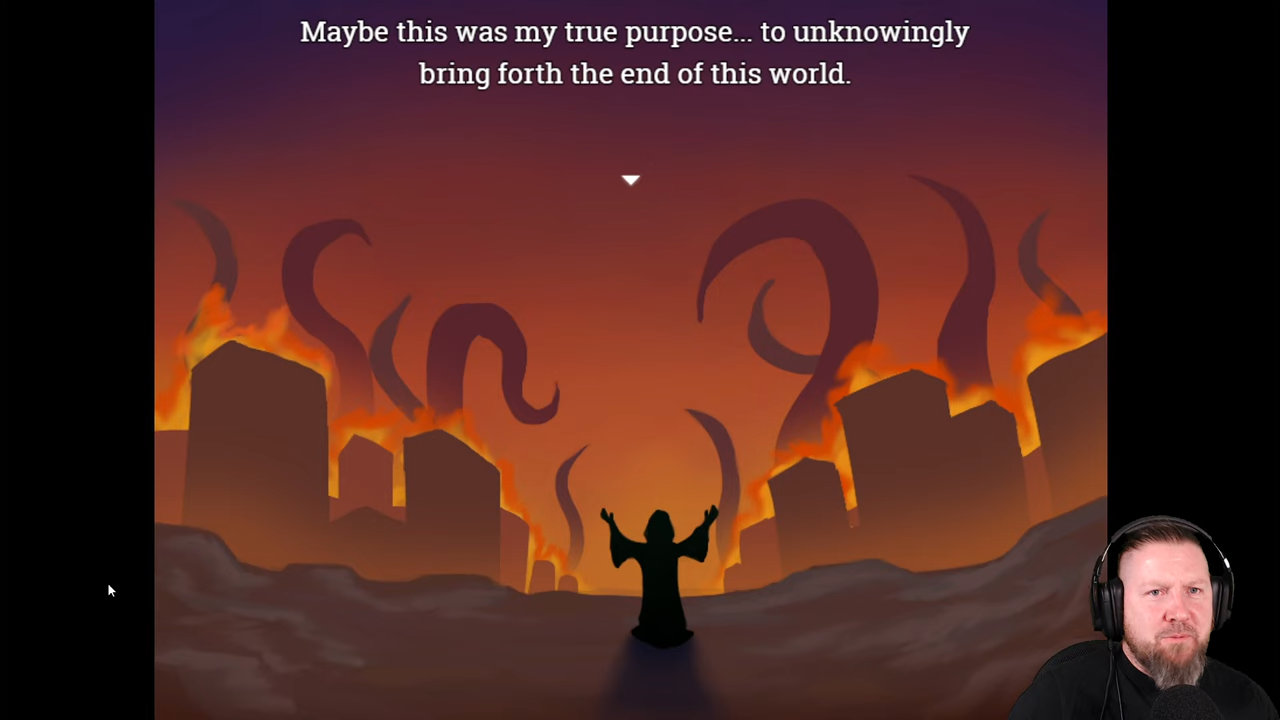 Maybe this was my true purpose... to unknowingly
bring forth the end of this world.